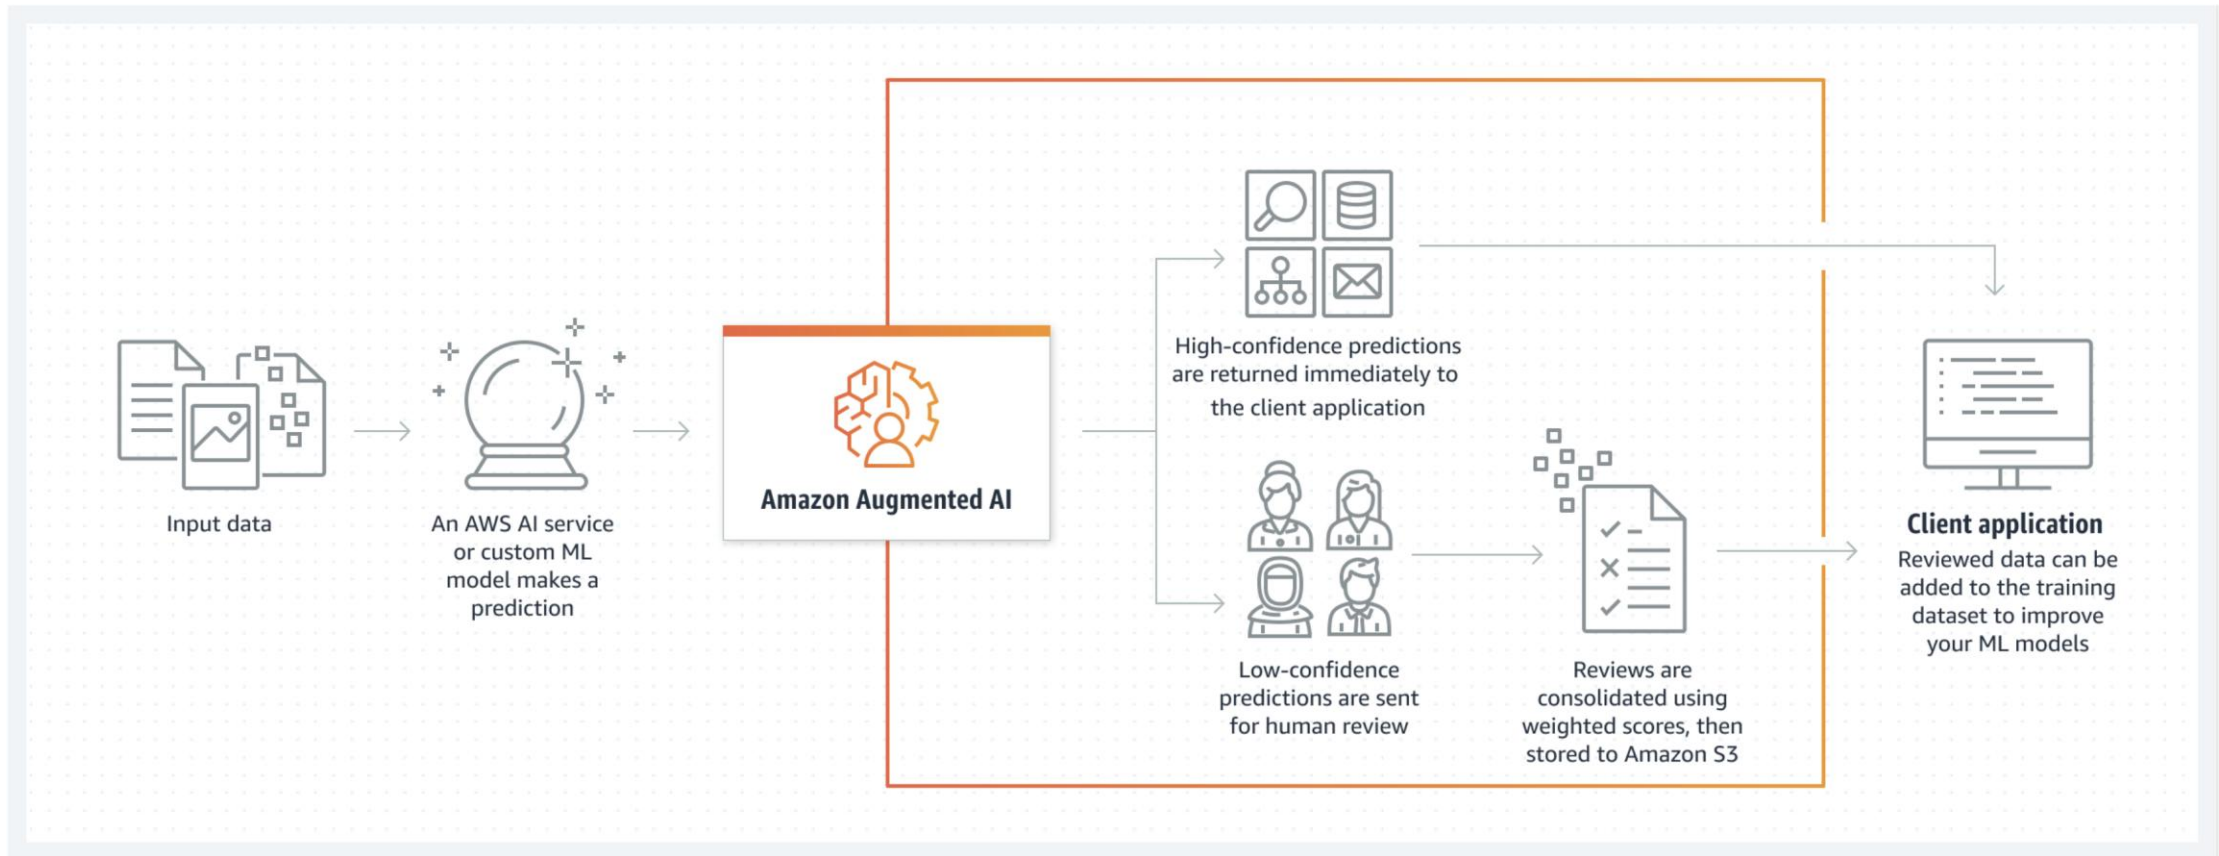 Input data
An AWS AI service
or custom ML
model makes a
prediction
Amazon Augmented AI
High-confidence predictions
are returned immediately to
the client application
Low-confidence
predictions are sent
for human review
Reviews are
consolidated using
weighted scores, then
stored to Amazon S3
Client application
Reviewed data can be
added to the training
dataset to improve
your ML models